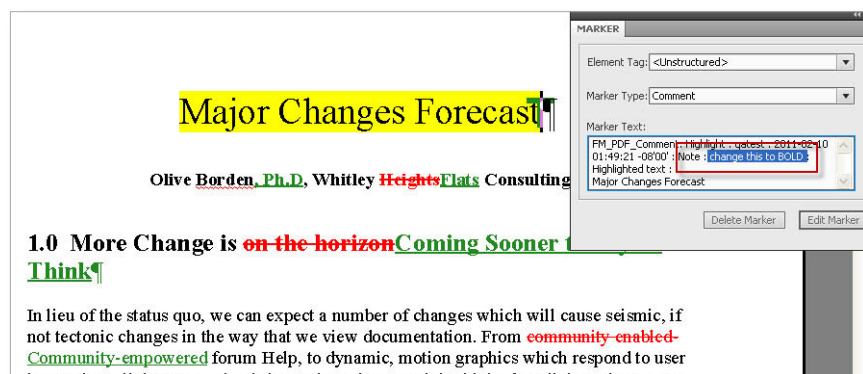 MARKER
Element Tag: <Unstructured>
Marker Type: Comment
Marker Text:
FM_PDF_Comment : Highlight : qatest : 2011-02-10
01:49:21 -08'00' : Note : change this to BOLD :
Highlighted text :
Major Changes Forecast
Delete Marker Edit Marker
Major Changes Forecast¶
Olive Borden, Ph.D, Whitley HeightsFlats Consulting
1.0 More Change is on the horizonComing Sooner
Think¶
In lieu of the status quo, we can expect a number of changes which will cause seismic, if
not tectonic changes in the way that we view documentation. From community enabled-
Community-empowered forum Help, to dynamic, motion graphics which respond to user